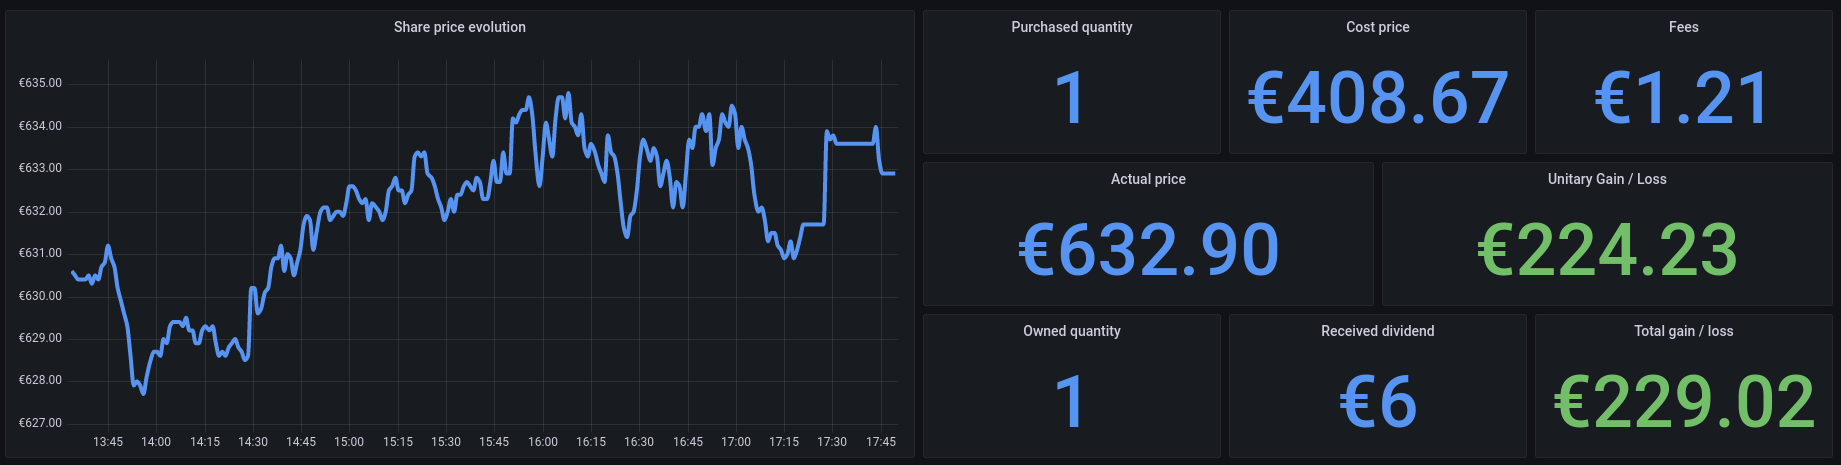 Share price evolution
€635.00
€634.00
€633.00
€632.00
€631.00
€630.00
€629.00
€628.00
€627.00
13:45 14:00 14:15 14:30 14:45 15:00 15:15 15:30 15:45 16:00 16:15 16:30 16:45 17:00 17:15 17:30 17:45
Purchased quantity
1
Cost price
€408.67
Fees
€1.21
Actual price
€632.90
Unitary Gain / Loss
€224.23
Owned quantity
1
Received dividend
€6
Total gain / loss
€229.02